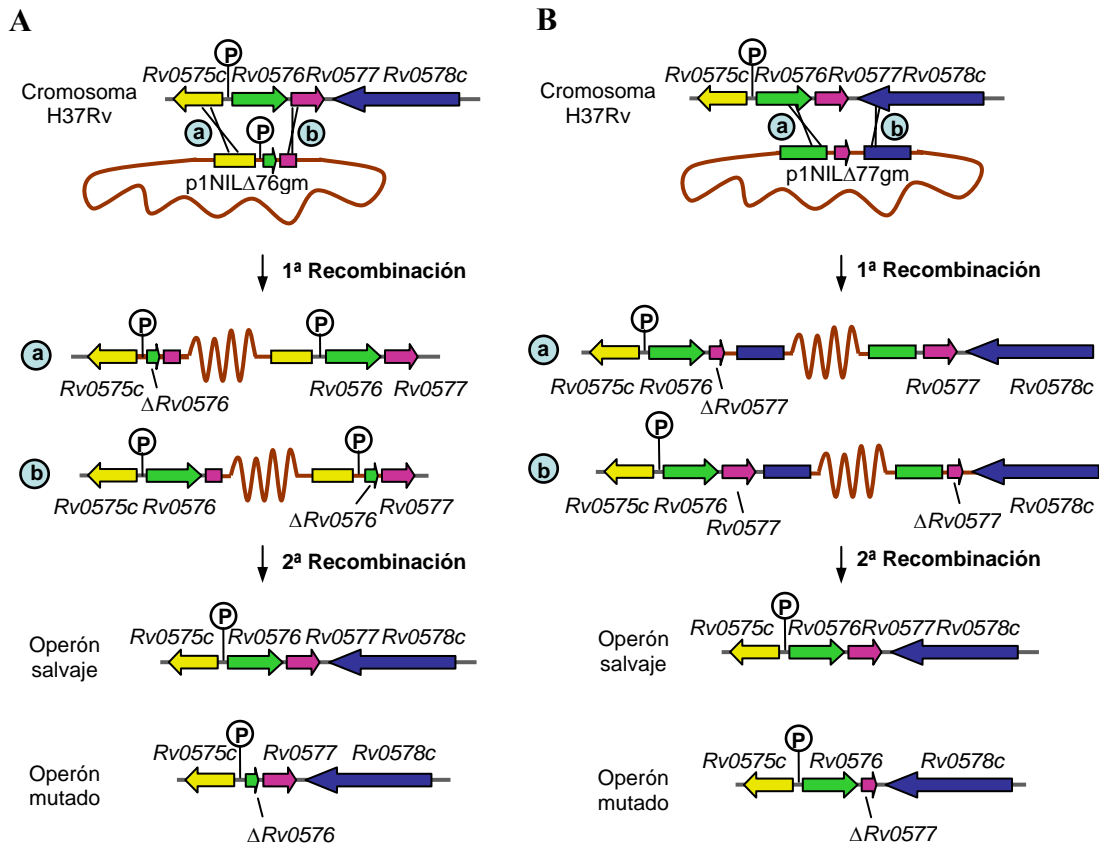 A
P
Rv0575c Rv0576 Rv0577 Rv0578c
Cromosoma
H37Rv
a
P
b
p1NILΔ76gm
1ª Recombinación
P
P
a
Rv0575c
Rv0576
Rv0577
ΔRv0576
P
P
b
Rv0575c Rv0576
ΔRv0576
Rv0577
2ª Recombinación
P
Rv0575c Rv0576 Rv0577 Rv0578c
Operón
salvaje
P
Rv0575c Rv0577 Rv0578c
Operón
mutado
ΔRv0576
B
P
Rv0575c Rv0576 Rv0577 Rv0578c
Cromosoma
H37Rv
a
b
p1NILΔ77gm
1ª Recombinación
P
a
Rv0575c Rv0576
Rv0577
Rv0578c
ΔRv0577
P
b
Rv0575c Rv0576
Rv0577
ΔRv0577
Rv0578c
2ª Recombinación
P
Rv0575c Rv0576 Rv0577 Rv0578c
Operón
salvaje
P
Rv0575c Rv0576 Rv0578c
Operón
mutado
ΔRv0577